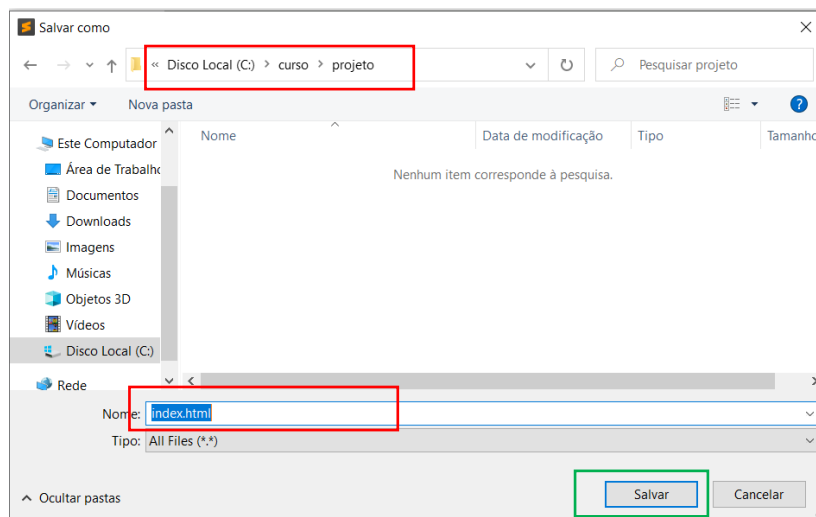 Salvar como
« Disco Local (C:) > curso > projeto
Pesquisar projeto
Organizar
Nova pasta
?
Nome
Data de modificação
Tipo
Tamanho
Nenhum item corresponde à pesquisa.
Este Computador
Área de Trabalho
Documentos
Downloads
Imagens
Músicas
Objetos 3D
Vídeos
Disco Local (C:)
Rede
Nome: index.html
Tipo: All Files (*.*)
Ocultar pastas
Salvar
Cancelar